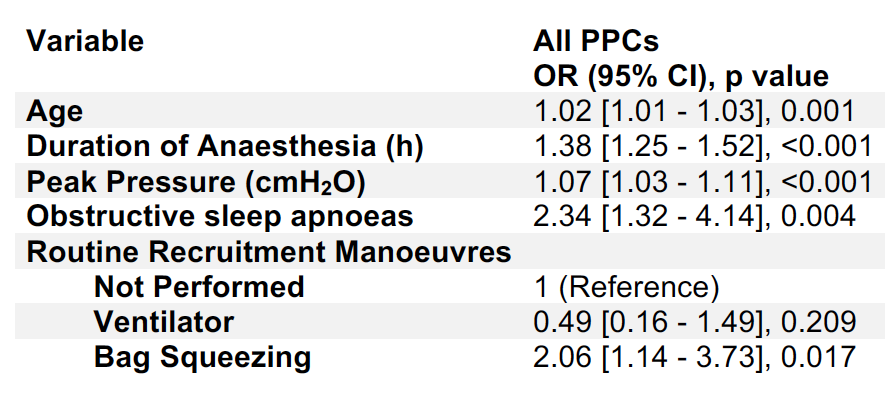 Variable All PPCs
OR (95% CI), p value
Age 1.02 [1.01 - 1.03], 0.001
Duration of Anaesthesia (h) 1.38 [1.25 - 1.52], <0.001
Peak Pressure (cmH₂O) 1.07 [1.03 - 1.11], <0.001
Obstructive sleep apnoeas 2.34 [1.32 - 4.14], 0.004
Routine Recruitment Manoeuvres
Not Performed 1 (Reference)
Ventilator 0.49 [0.16 - 1.49], 0.209
Bag Squeezing 2.06 [1.14 - 3.73], 0.017